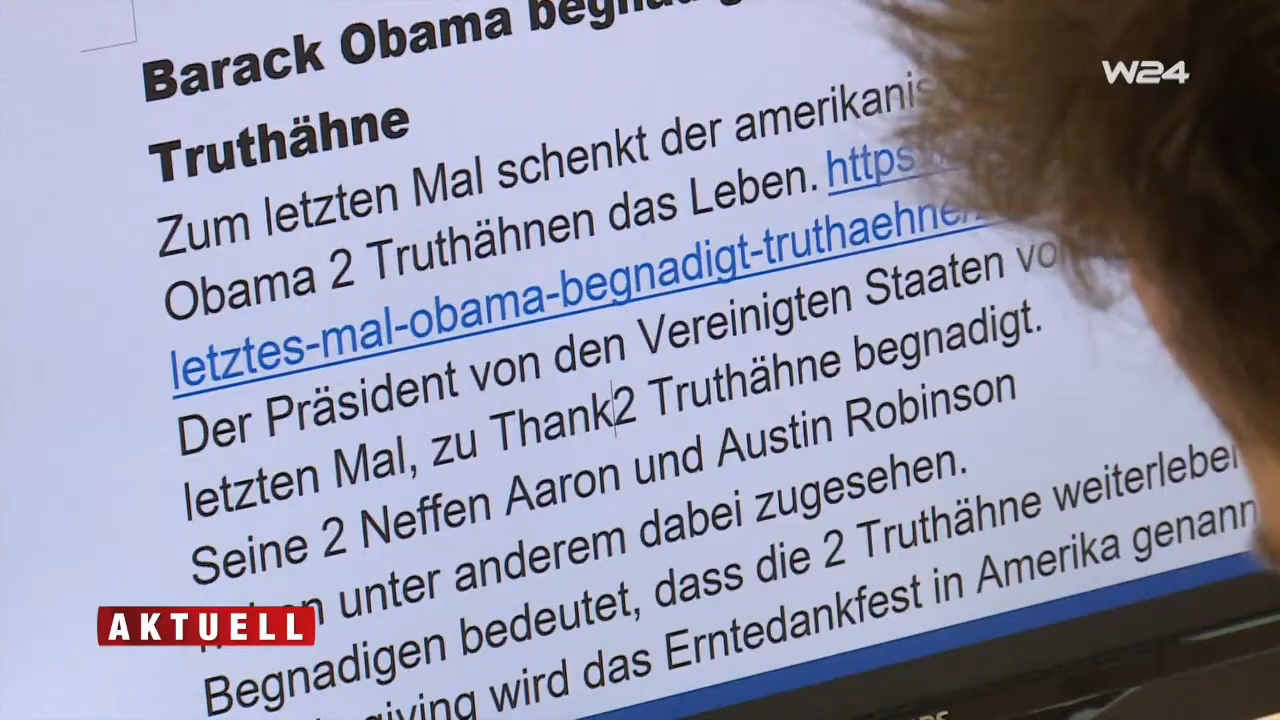 W24
Barack Obama
Truthähne
Zum letzten Mal schenkt der
Obama 2 Truthähnen das Leben. https
letztes-mal-obama-begnadigt-truthaehne
Der Präsident von den Vereinigten Staaten
letzten Mal, zu Thank2 Truthähne begnadigt.
Seine 2 Neffen Aaron und Austin Robinson
unter anderem dabei zugesehen.
Begnadigen bedeutet, dass die 2 Truthähne
wird das Erntedankfest in Amerika
AKTUELL